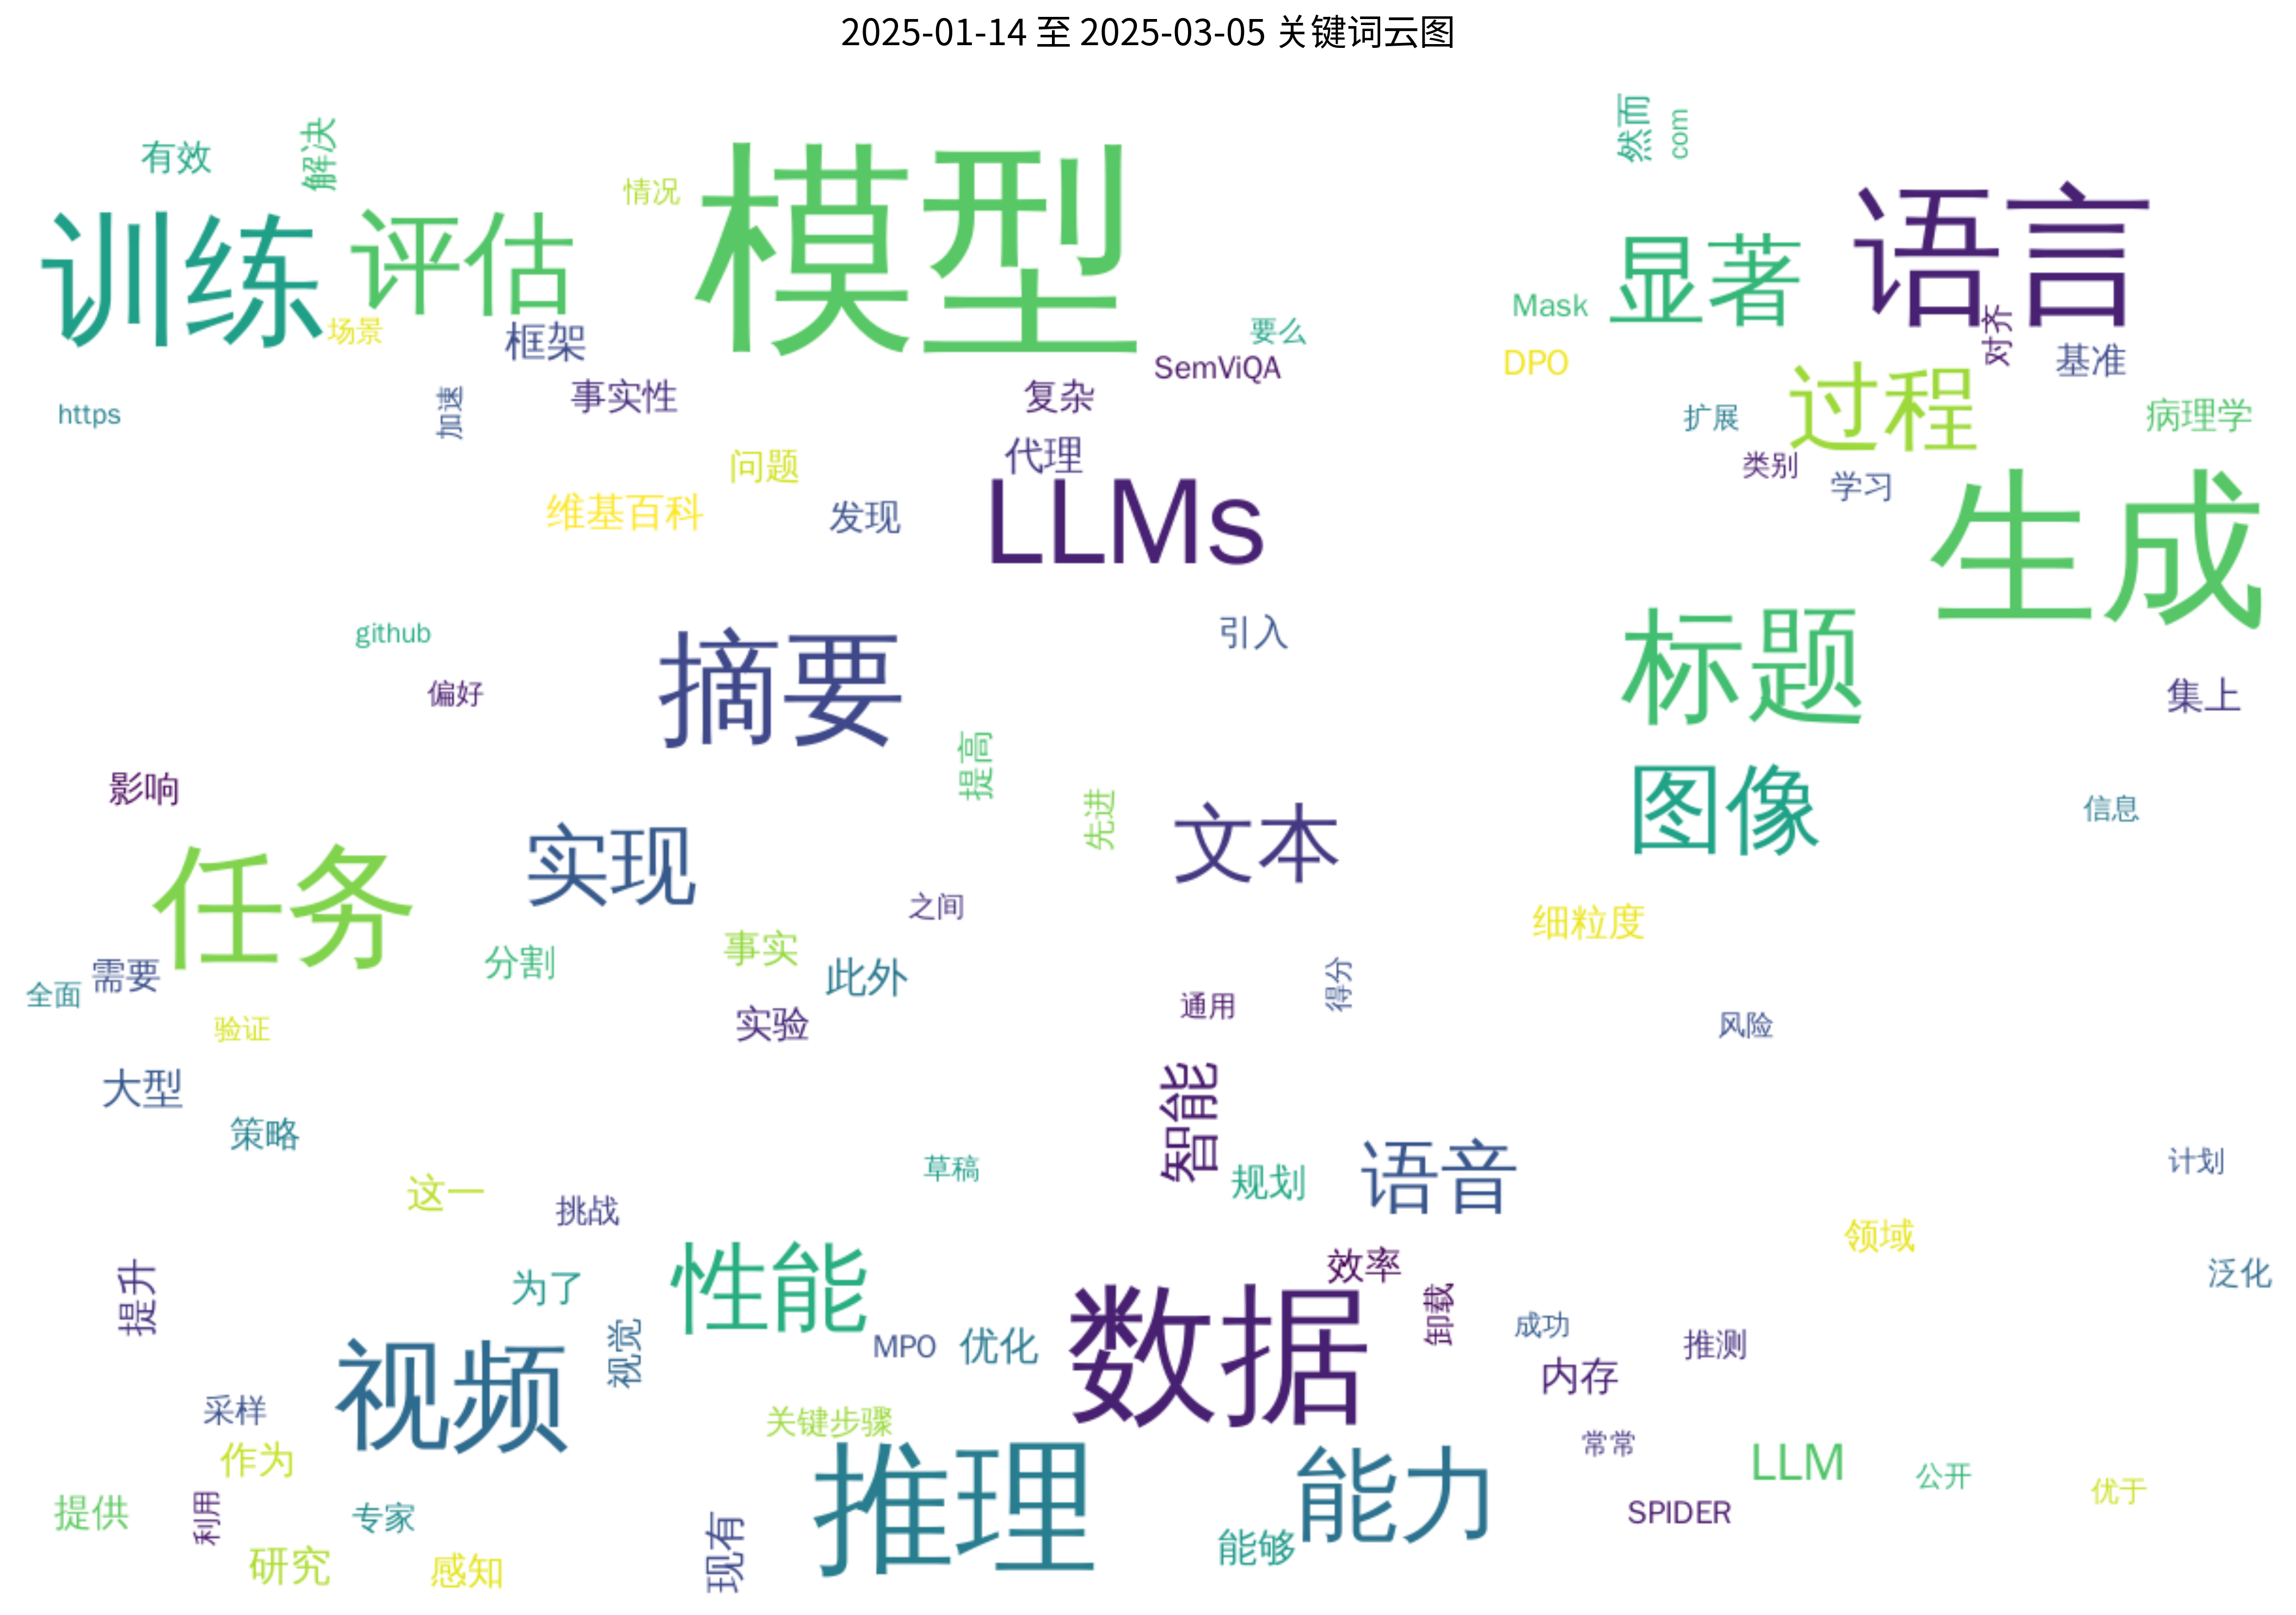 2025-01-14 至 2025-03-05 关键词云图
然而
com
有效
解决
情况
模型
语言
训练
评估
显著
场景
框架
要么
Mask
对齐
SemViQA
DPO
基准
https
加速
事实性
复杂
扩展
过程
病理学
代理
问题
类别
学习
维基百科
发现
LLMs
生成
github
引入
摘要
标题
偏好
集上
提高
影响
先进
图像
信息
实现
文本
任务
之间
细粒度
分割
事实
此外
需要
全面
得分
通用
验证
实验
风险
大型
智能
策略
草稿
规划
语音
计划
这一
挑战
领域
提升
为了
性能
效率
泛化
视觉
MPO
优化
数据
卸载
成功
推测
内存
视频
采样
关键步骤
常常
作为
推理
能力
LLM
公开
优于
提供
利用
专家
现有
能够
SPIDER
研究
感知